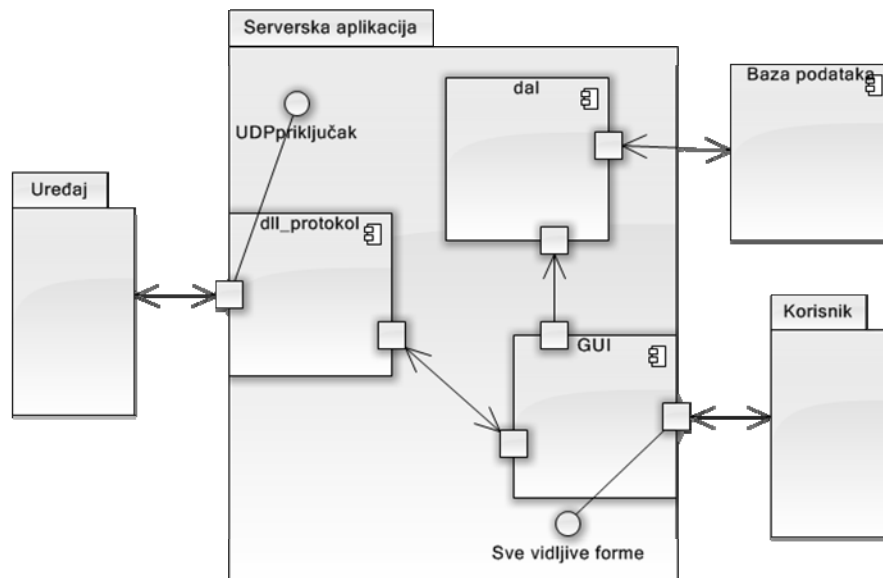 Serverska aplikacija
UDPpriključak
dal
Baza podataka
Uređaj
dll_protokol
Korisnik
GUI
Sve vidljive forme